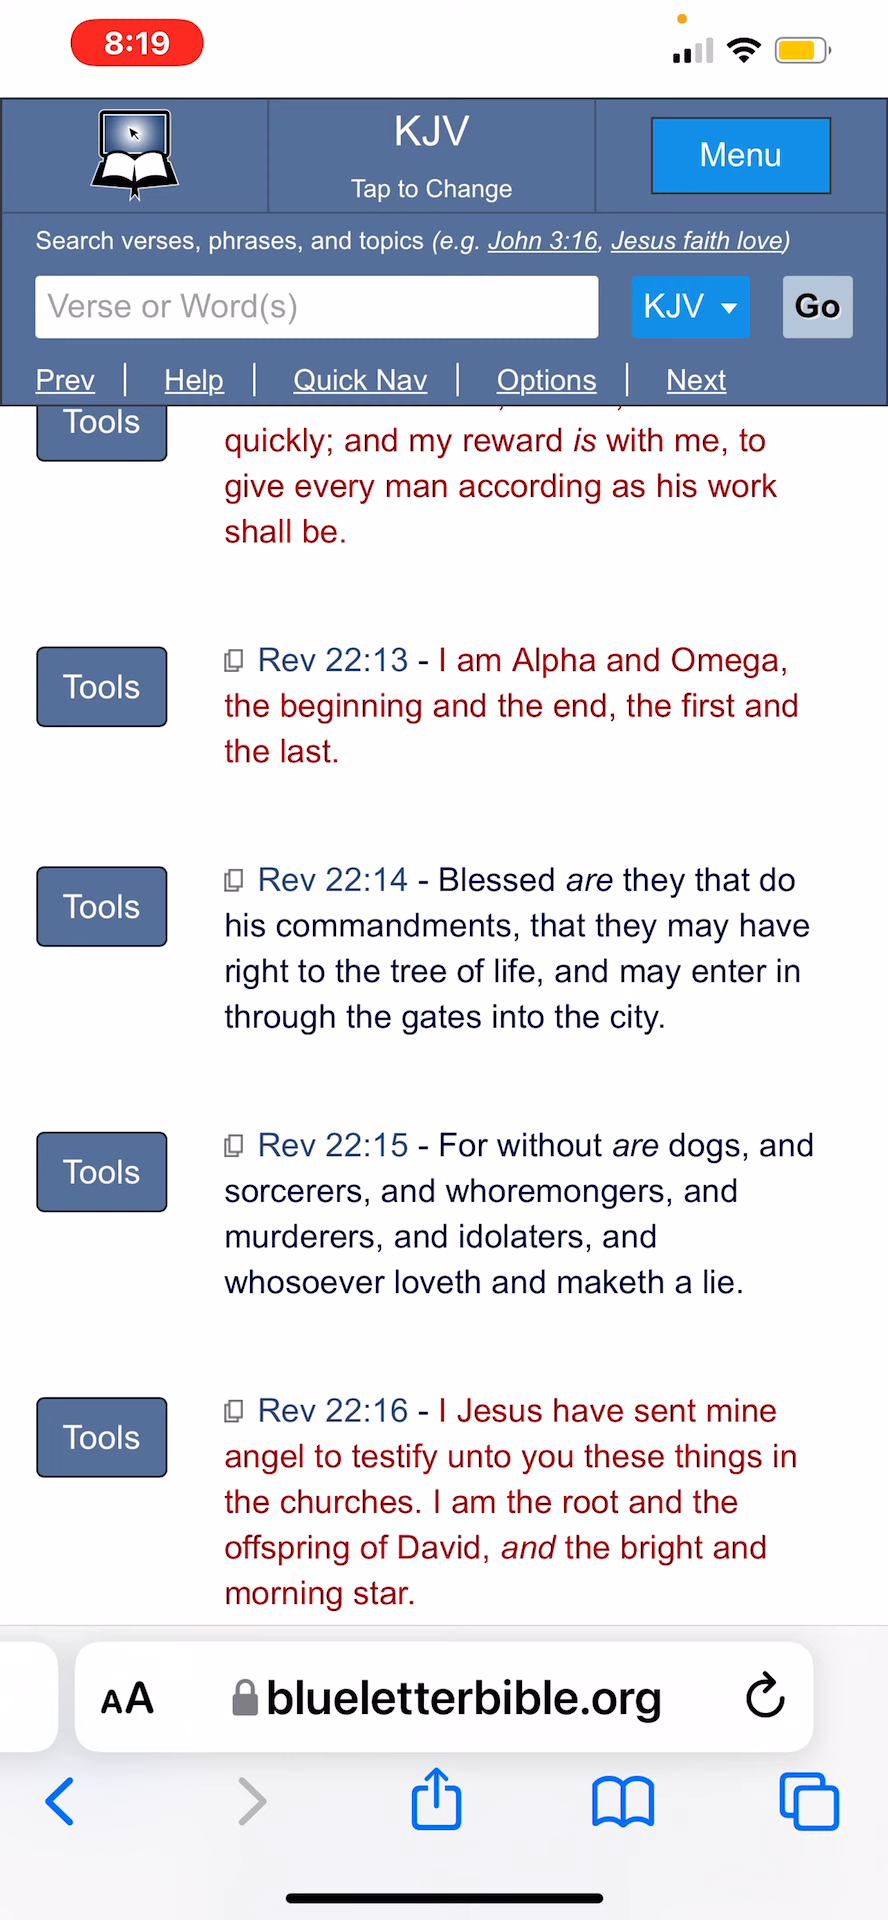 8:19
KJV
Tap to Change
Menu
Search verses, phrases, and topics (e.g. John 3:16, Jesus faith love)
Verse or Word(s)
KJV
Go
Prev | Help | Quick Nav | Options | Next
Tools
quickly; and my reward is with me, to
give every man according as his work
shall be.
Tools
Rev 22:13 - I am Alpha and Omega,
the beginning and the end, the first and
the last.
Tools
Rev 22:14 - Blessed are they that do
his commandments, that they may have
right to the tree of life, and may enter in
through the gates into the city.
Tools
Rev 22:15 - For without are dogs, and
sorcerers, and whoremongers, and
murderers, and idolaters, and
whosoever loveth and maketh a lie.
Tools
Rev 22:16 - I Jesus have sent mine
angel to testify unto you these things in
the churches. I am the root and the
offspring of David, and the bright and
morning star.
AA
blueletterbible.org